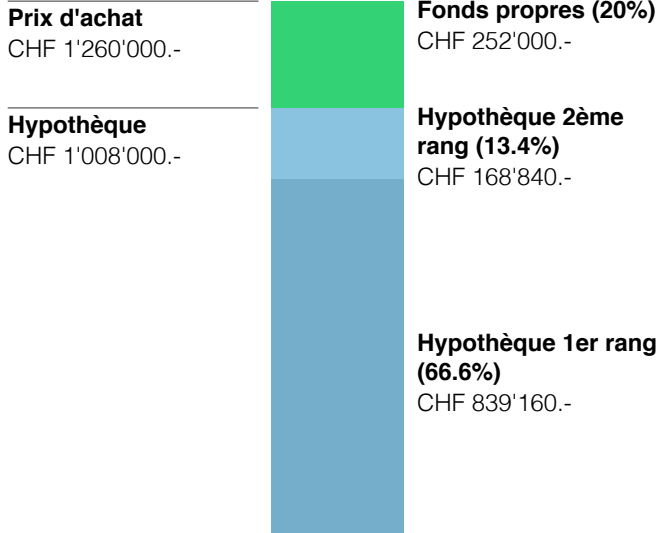 Prix d'achat
CHF 1'260'000.-
Hypothèque
CHF 1'008'000.-
Fonds propres (20%)
CHF 252'000.-
Hypothèque 2ème
rang (13.4%)
CHF 168'840.-
Hypothèque 1er rang
(66.6%)
CHF 839'160.-